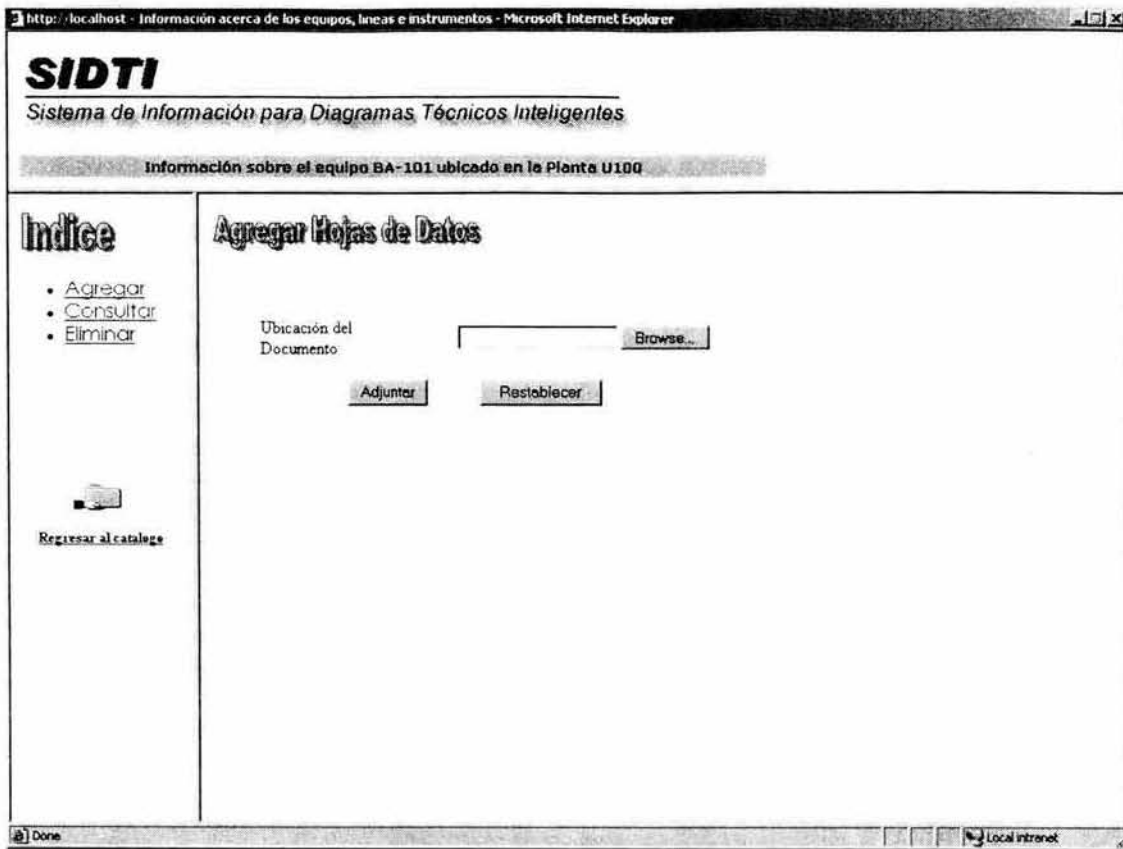 http://localhost - Información acerca de los equipos, lineas e instrumentos - Microsoft Internet Explorer
SIDTI
Sistema de Información para Diagramas Técnicos Inteligentes
Información sobre el equipo BA-101 ubicado en la Planta U100
Indice
Agregar
Consultar
Eliminar
Regresar al catalogo
Agregar Hojas de Datos
Ubicación del
Documento
Browse...
Adjuntar
Restablecer
Done
Local intranet